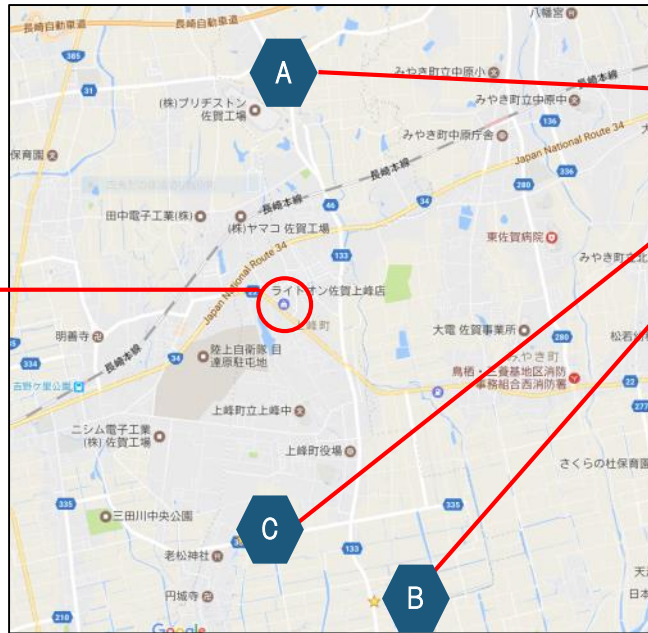 長崎自動車道
長崎自動車道
八幡宮
385
A
みやき町立中原小
長崎本線
31
(株)ブリヂストン
佐賀工場
みやき町立中原中
136
みやき町中原庁舎
Japan National Route 34
保育園
長崎本線
336
280
長崎本線
46
34
田中電子工業(株)
(株)ヤマコ 佐賀工場
133
東佐賀病院
Japan National Route 34
みやき町立北
ライトオン佐賀上峰店
上峰町
大電 佐賀事業所
松若幼
明善寺
長崎本線
34
陸上自衛隊 目
達原駐屯地
みやき町
鳥栖・三養基地区消防
事務組合西消防署
吉野ケ里公園
22
277
上峰町立上峰中
ニシム電子工業
(株) 佐賀工場
上峰町役場
さくらの杜保育園
335
335
三田川中央公園
C
老松神社
133
280
円城寺
B
210
Google
日本